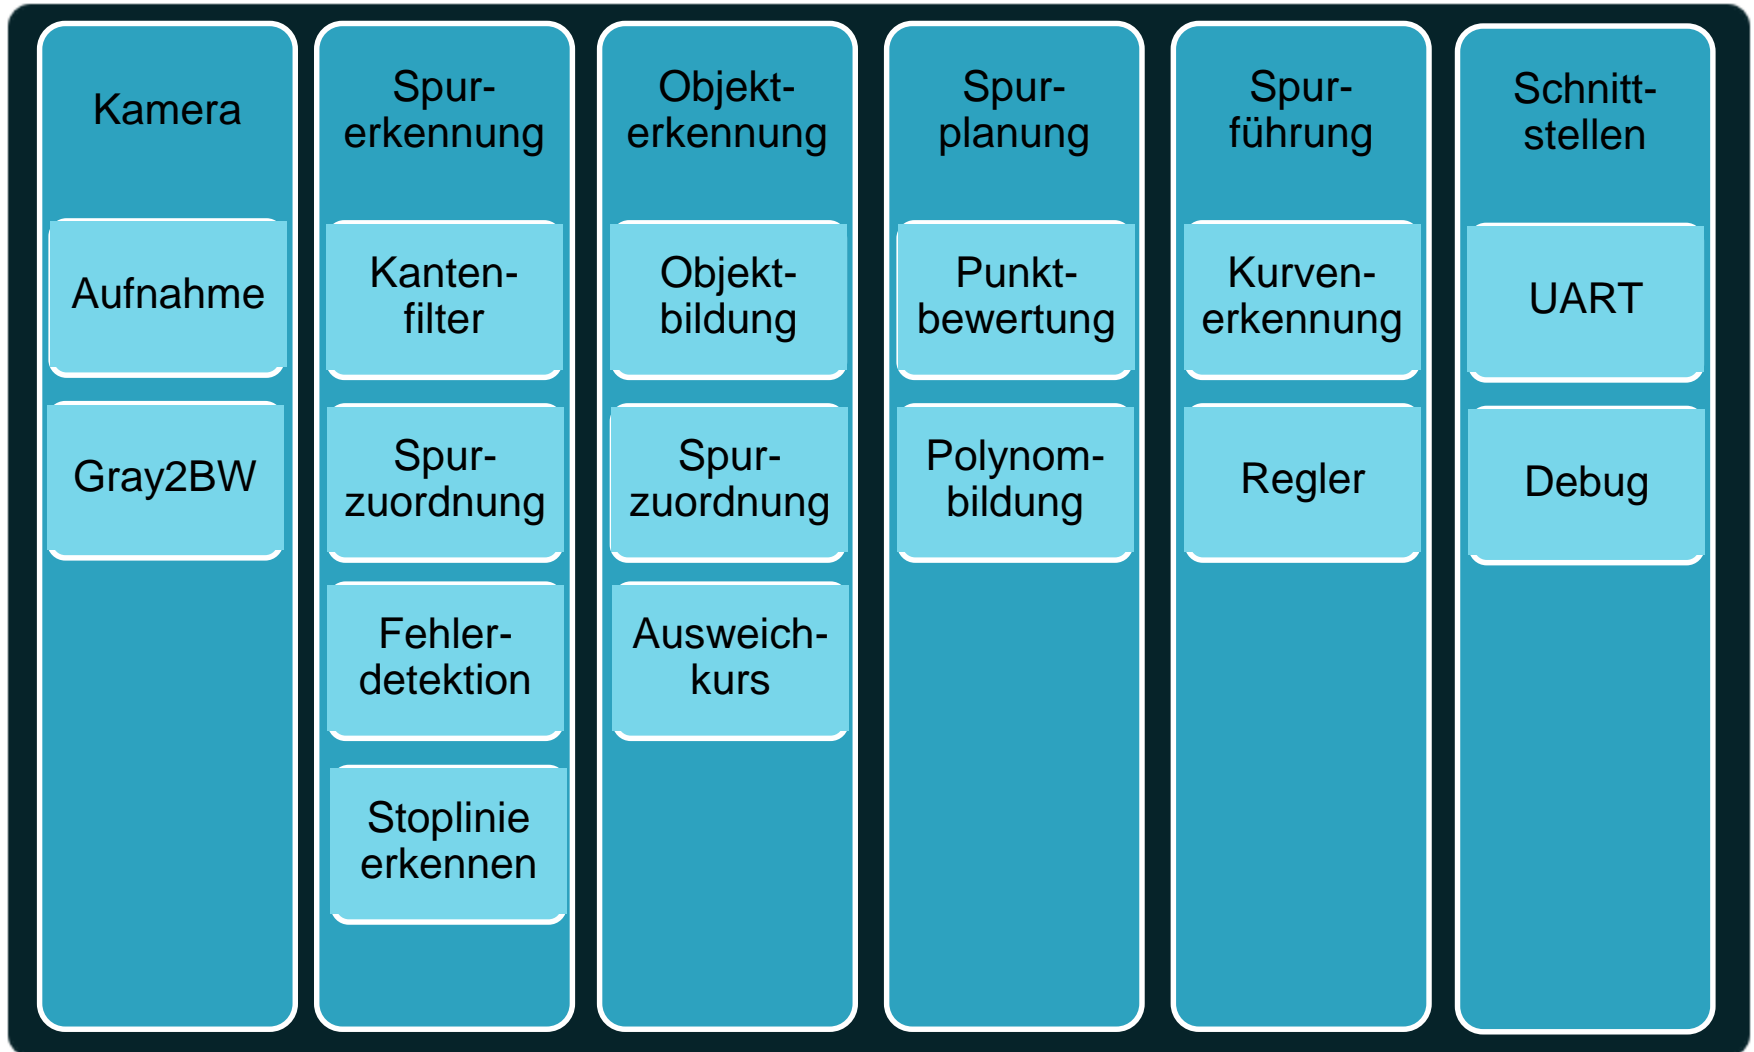 Kamera
Aufnahme
Gray2BW
Spur-
erkennung
Kanten-
filter
Spur-
zuordnung
Fehler-
detektion
Stoplinie
erkennen
Objekt-
erkennung
Objekt-
bildung
Spur-
zuordnung
Ausweich-
kurs
Spur-
planung
Punkt-
bewertung
Polynom-
bildung
Spur-
führung
Kurven-
erkennung
Regler
Schnitt-
stellen
UART
Debug